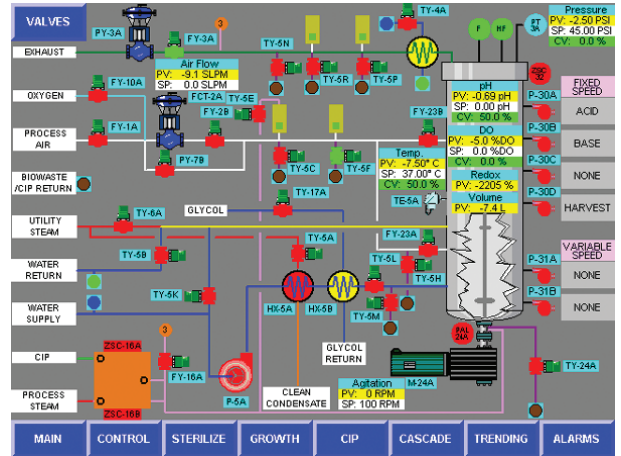 VALVES
PY-3A
FY-3A
3
TY-4A
F
HF
PT
3A
Pressure
PV: -2.50 PSI
SP: 45.00 PSI
CV: 0.0 %
EXHAUST
TY-5N
TY-5R
TY-5P
Air Flow
PV: -9.1 SLPM
SP: 0.0 SLPM
ZSC
-32
FIXED
SPEED
FY-10A
OXYGEN
FCT-2A
TY-5E
FY-2B
FY-23B
pH
PV: -0.69 pH
SP: 0.00 pH
CV: 50.0 %
P-30A
ACID
PROCESS
AIR
FY-1A
PY-7B
DO
PV: -5.0 %DO
SP: 0.0 %DO
CV: 0.0 %
P-30B
BASE
Temp.
PV: -7.50° C
SP: 37.00° C
CV: 50.0 %
P-30C
NONE
BIOWASTE
/CIP RETURN
TY-5C
TY-5F
Redox
PV: -2205 %
P-30D
HARVEST
TY-17A
TE-5A
Volume
-7.4 L
GLYCOL
UTILITY
STEAM
TY-6A
FY-23A
TY-5A
VARIABLE
SPEED
TY-5B
TY-5L
TY-5H
P-31A
NONE
WATER
RETURN
TY-5K
HX-5A
HX-5B
P-31B
NONE
WATER
SUPPLY
TY-5M
ZSC-16A
3
GLYCOL
RETURN
PAL
24A
CIP
FY-16A
P-5A
M-24A
TY-24A
CLEAN
CONDENSATE
Agitation
PV: 0 RPM
SP: 100 RPM
PROCESS
STEAM
ZSC-16B
MAIN
CONTROL
STERILIZE
GROWTH
CIP
CASCADE
TRENDING
ALARMS